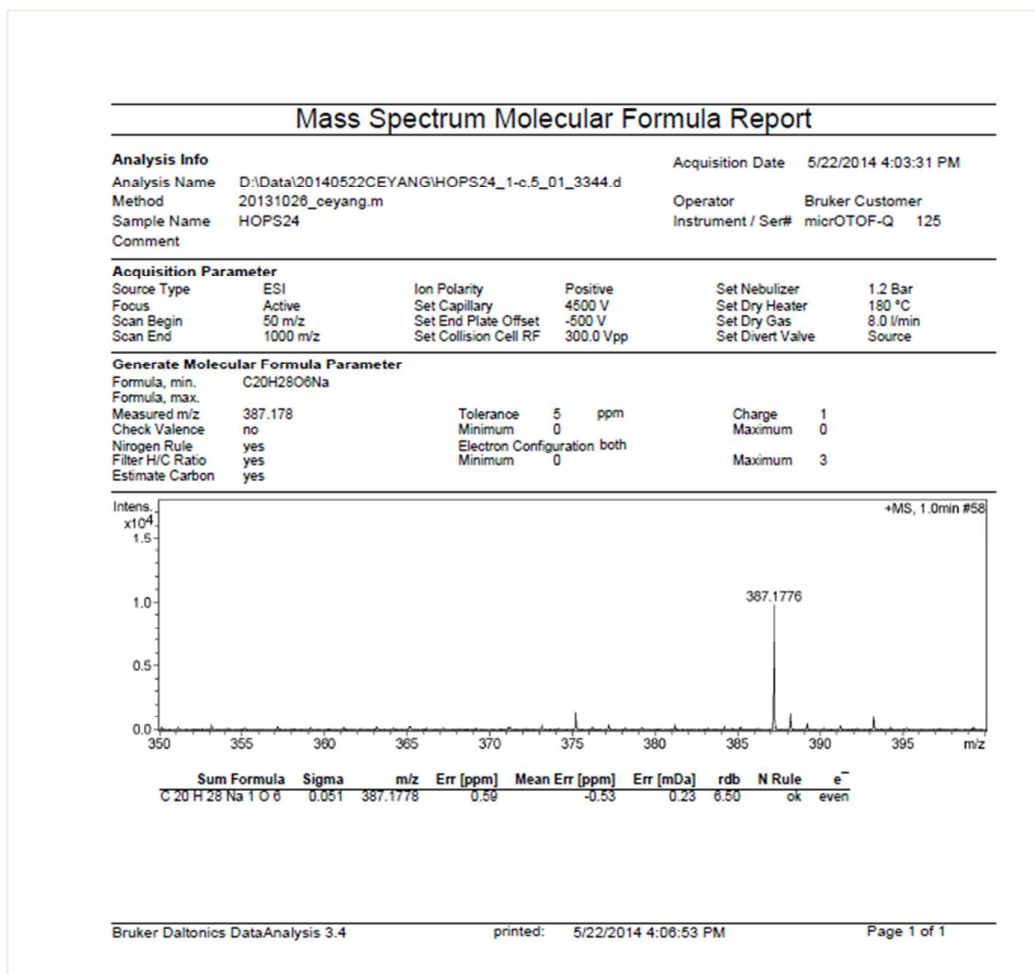 Mass Spectrum Molecular Formula Report
Analysis Info Acquisition Date 5/22/2014 4:03:31 PM
Analysis Name D:\Data\20140522CEYANG\HOPS24_1-c,5_01_3344.d
Method 20131026_ceyang.m Operator Bruker Customer
Sample Name HOPS24 Instrument / Ser# micrOTOF-Q 125
Comment
Acquisition Parameter
Source Type ESI Ion Polarity Positive Set Nebulizer 1.2 Bar
Focus Active Set Capillary 4500 V Set Dry Heater 180 °C
Scan Begin 50 m/z Set End Plate Offset -500 V Set Dry Gas 8.0 l/min
Scan End 1000 m/z Set Collision Cell RF 300.0 Vpp Set Divert Valve Source
Generate Molecular Formula Parameter
Formula, min. C20H28O6Na
Formula, max.
Measured m/z 387.178 Tolerance 5 ppm Charge 1
Check Valence no Minimum 0 Maximum 0
Nirogen Rule yes Electron Configuration both
Filter H/C Ratio yes Minimum 0 Maximum 3
Estimate Carbon yes
Intens. +MS, 1.0min #58
x10⁴
1.5
387.1776
1.0
0.5
0.0
350 355 360 365 370 375 380 385 390 395 m/z
Sum Formula Sigma m/z Err [ppm] Mean Err [ppm] Err [mDa] rdb N Rule e⁻
C 20 H 28 Na 1 O 6 0.051 387.1778 0.59 -0.53 0.23 6.50 ok even
Bruker Daltonics DataAnalysis 3.4 printed: 5/22/2014 4:06:53 PM Page 1 of 1